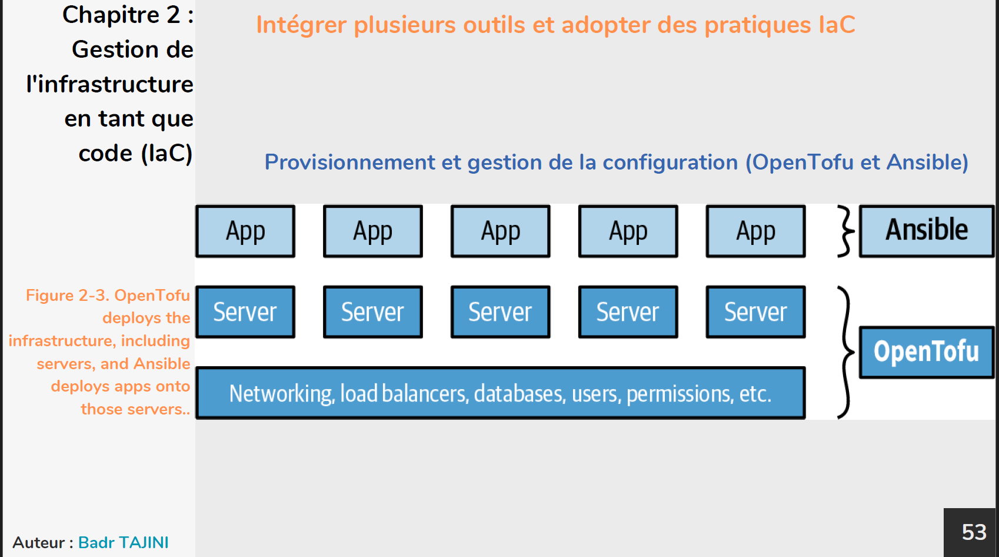 Chapitre 2 :
Gestion de
l'infrastructure
en tant que
code (IaC)
Intégrer plusieurs outils et adopter des pratiques IaC
Provisionnement et gestion de la configuration (OpenTofu et Ansible)
App App App App App Ansible
Server Server Server Server Server
OpenTofu
Networking, load balancers, databases, users, permissions, etc.
Figure 2-3. OpenTofu
deploys the
infrastructure, including
servers, and Ansible
deploys apps onto
those servers..
Auteur : Badr TAJINI
53